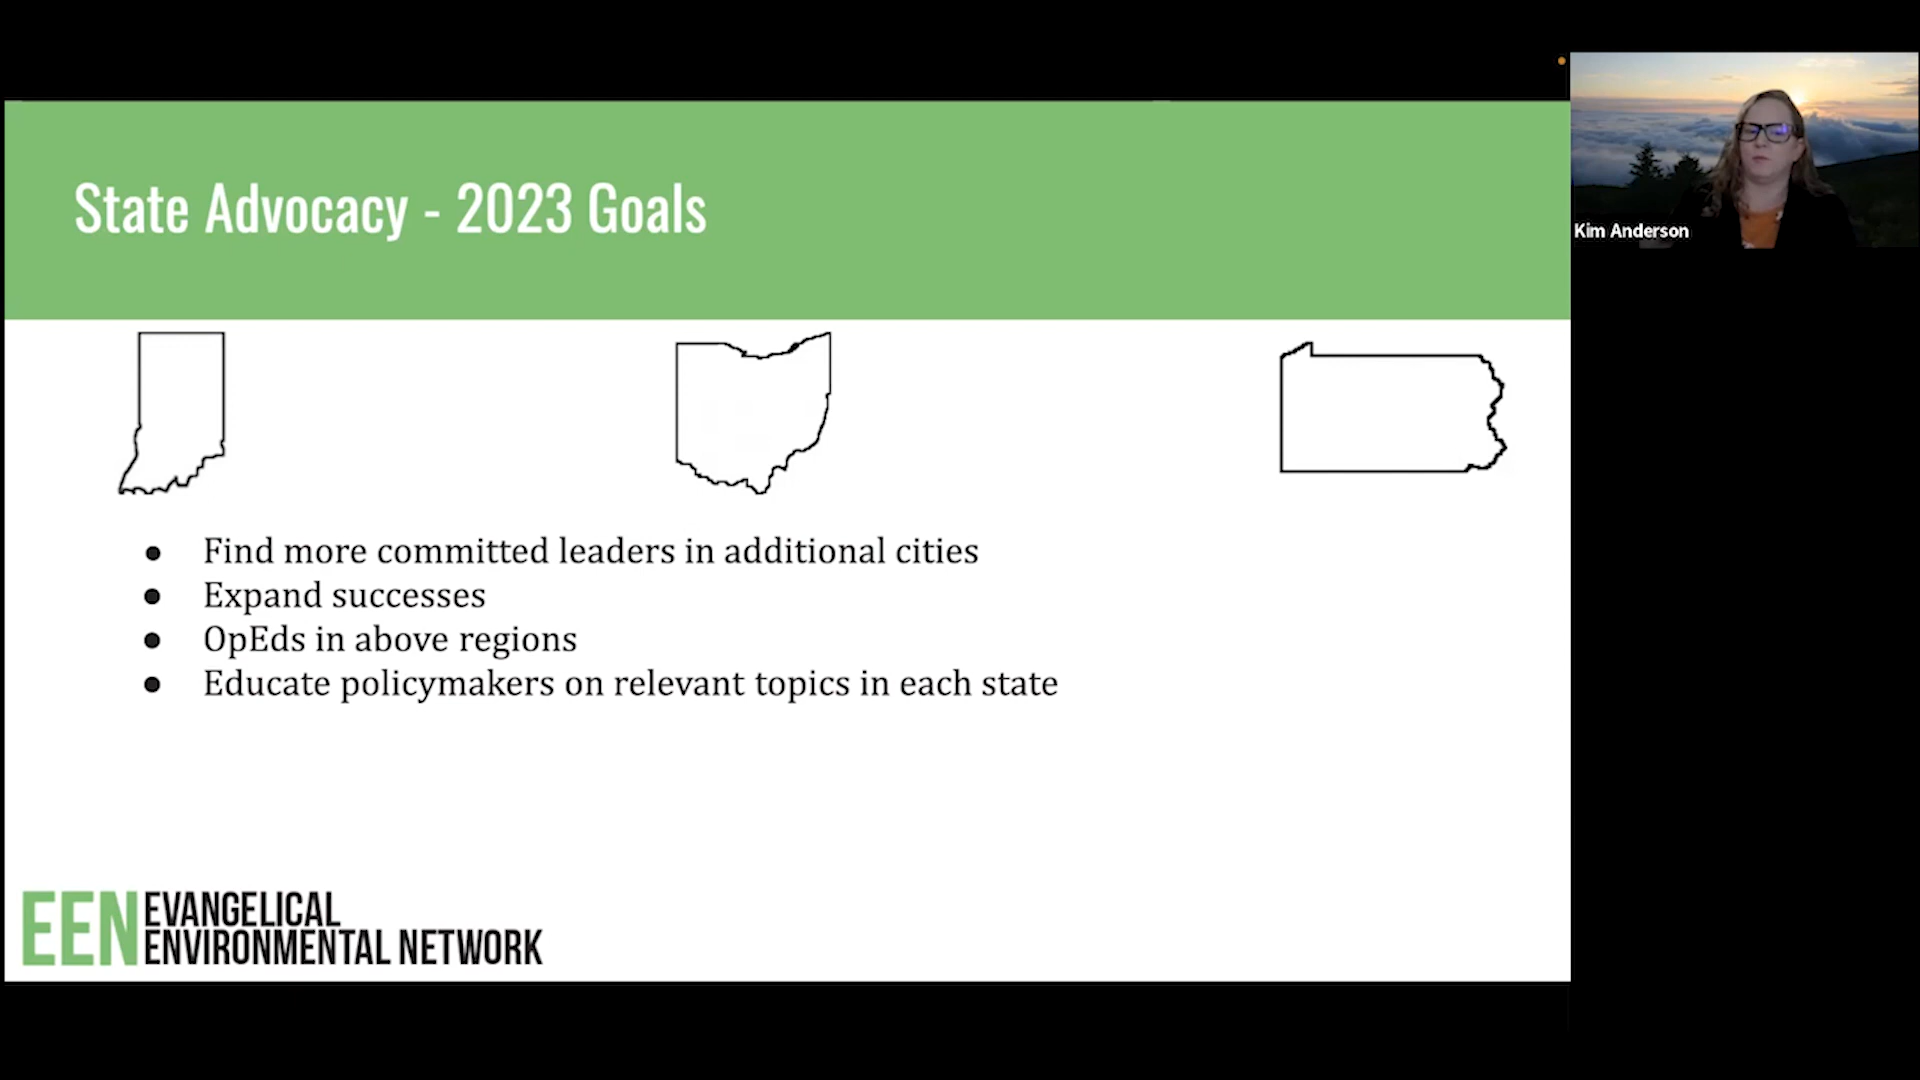 State Advocacy - 2023 Goals
Kim Anderson
● Find more committed leaders in additional cities
● Expand successes
● OpEds in above regions
● Educate policymakers on relevant topics in each state
EEN EVANGELICAL
ENVIRONMENTAL NETWORK